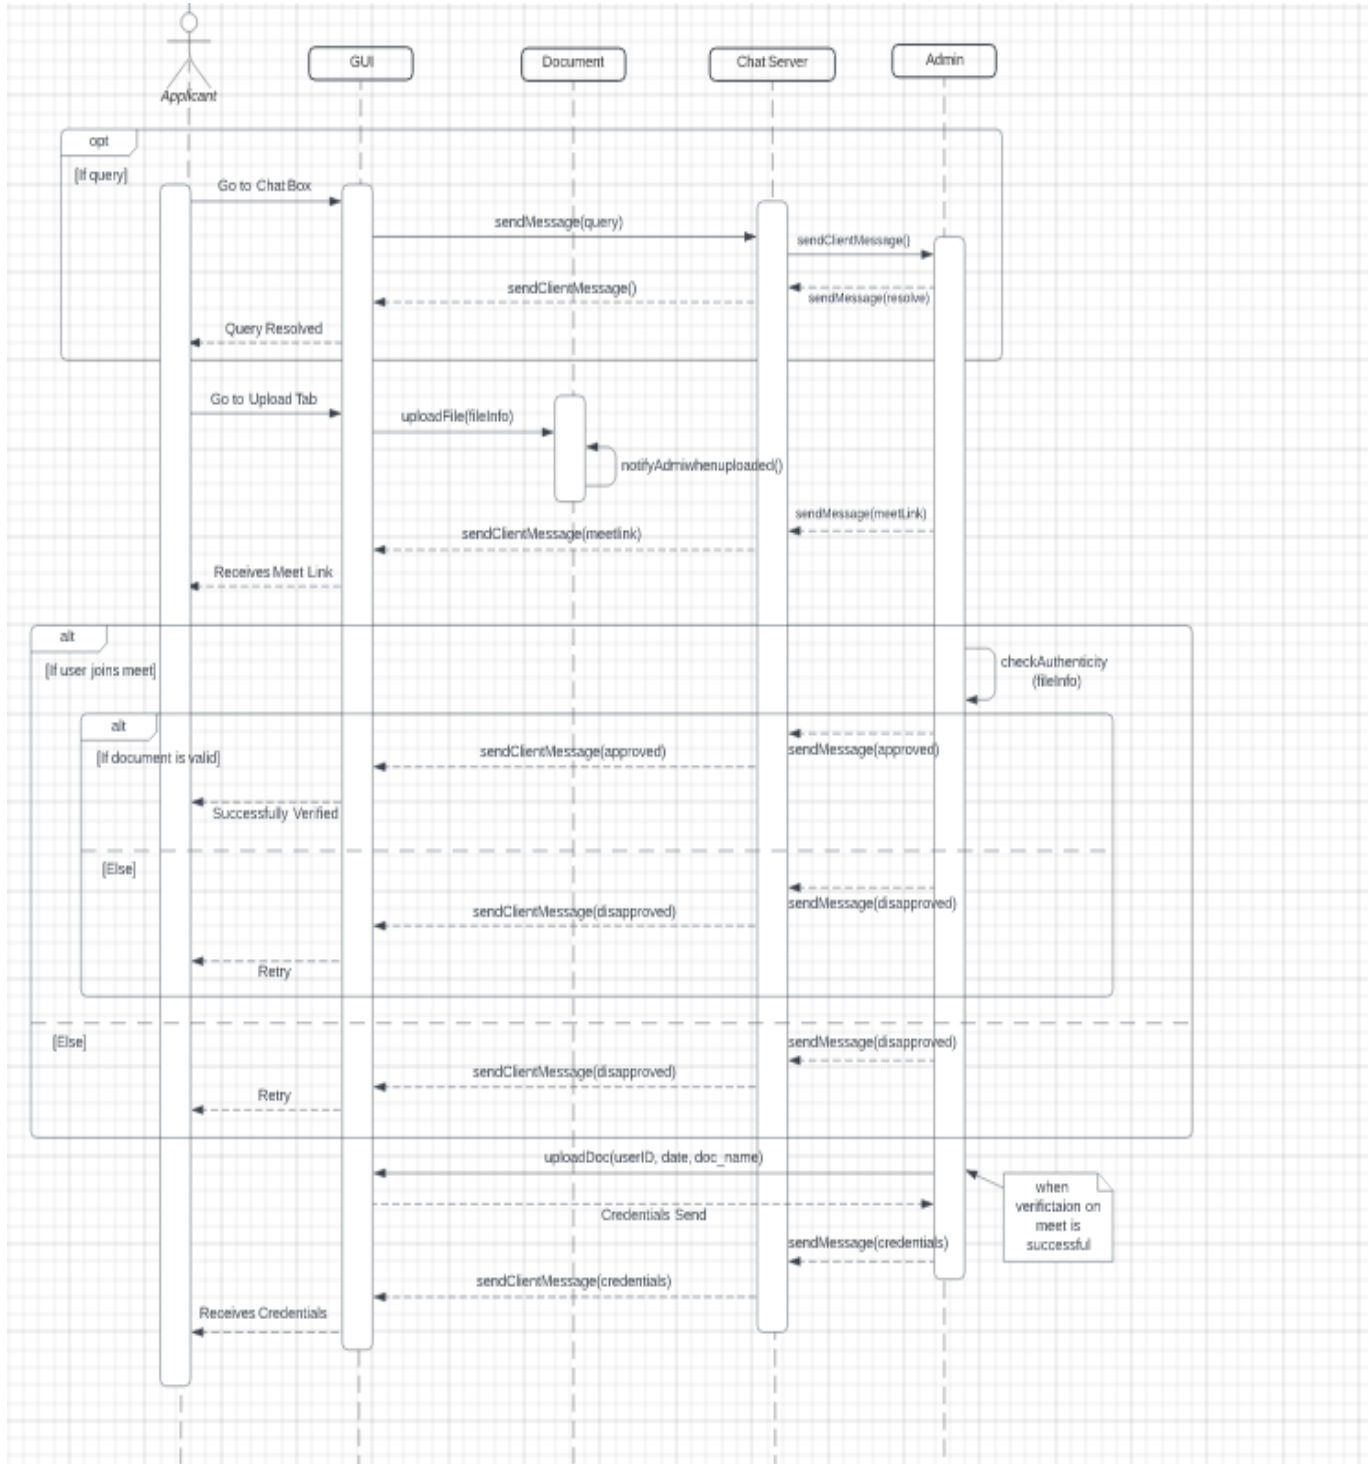 Applicant
GUI
Document
Chat Server
Admin
opt
[If query]
Go to Chat Box
sendMessage(query)
sendClientMessage()
sendMessage(resolve)
sendClientMessage()
Query Resolved
Go to Upload Tab
uploadFile(fileInfo)
notifyAdmiwhenuploaded()
sendMessage(meetLink)
sendClientMessage(meetlink)
Receives Meet Link
alt
[If user joins meet]
checkAuthenticity
(fileInfo)
alt
[If document is valid]
sendMessage(approved)
sendClientMessage(approved)
Successfully Verified
[Else]
sendMessage(disapproved)
sendClientMessage(disapproved)
Retry
[Else]
sendMessage(disapproved)
sendClientMessage(disapproved)
Retry
uploadDoc(userID, date, doc_name)
when
verifictaion on
meet is
successful
Credentials Send
sendMessage(credentials)
sendClientMessage(credentials)
Receives Credentials